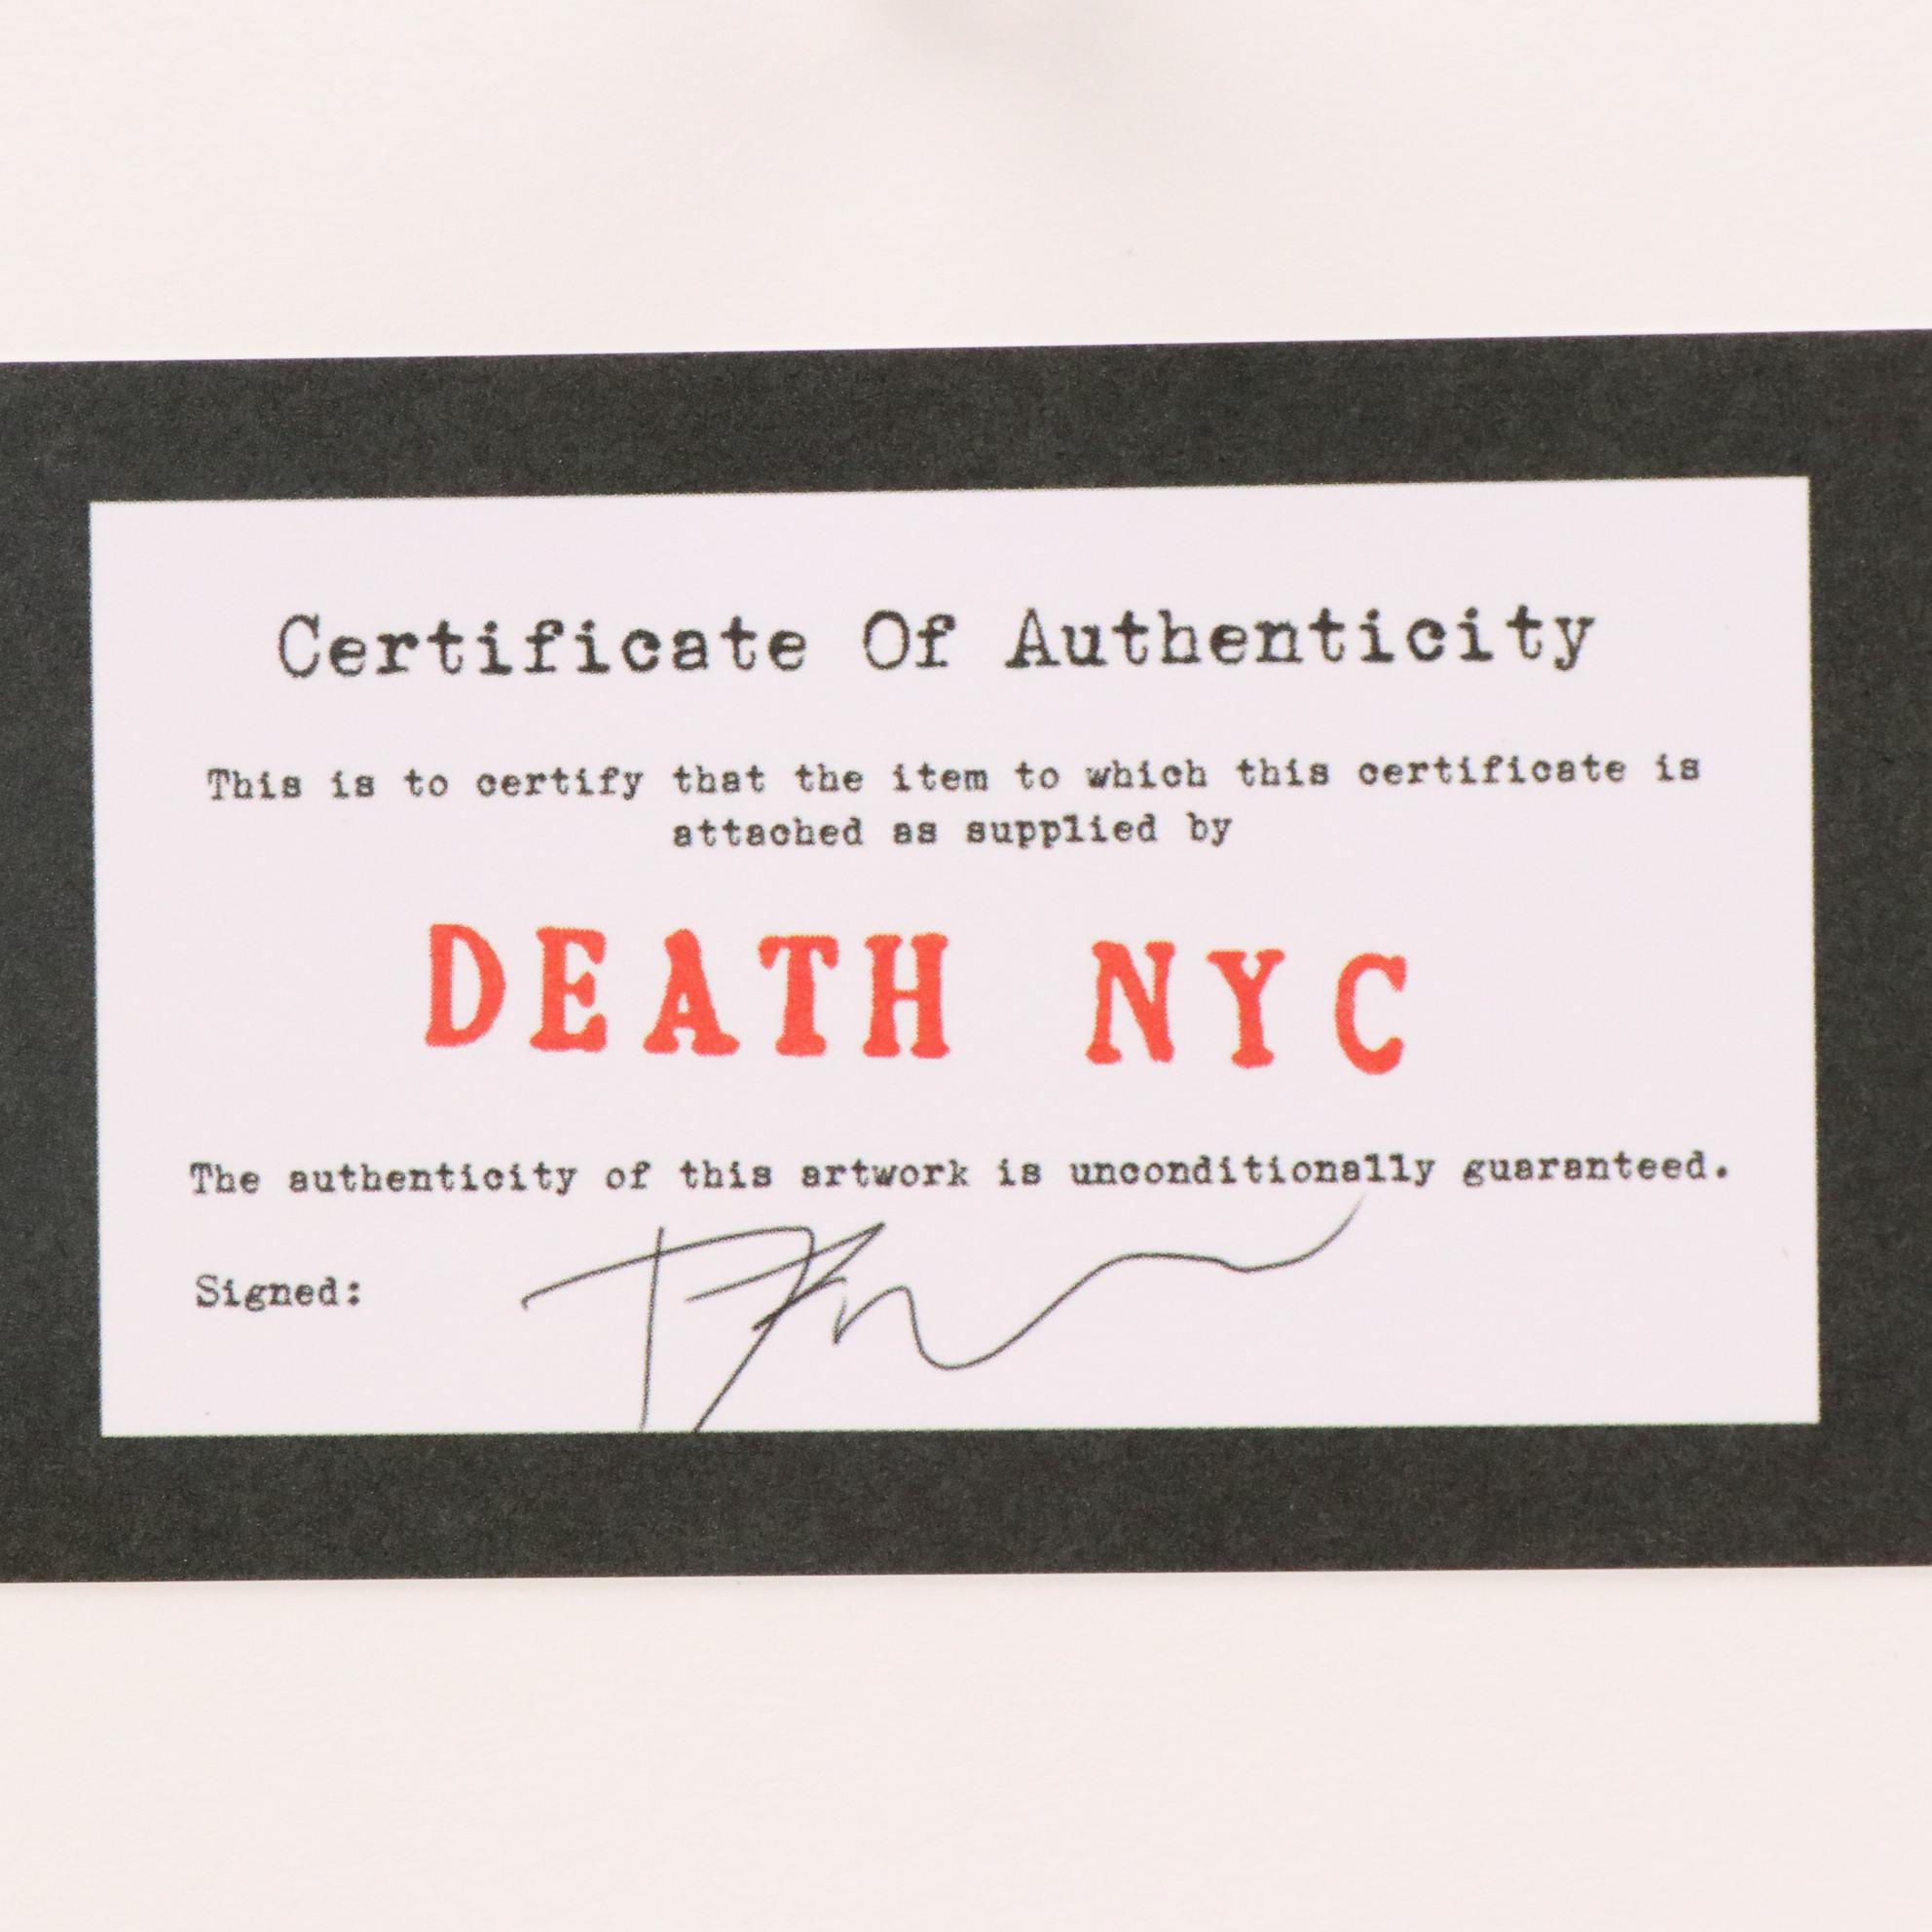 Certificate Of Authenticity
This is to certify that the item to which this certificate is
attached as supplied by
DEATH NYC
The authenticity of this artwork is unconditionally guaranteed.
Signed: